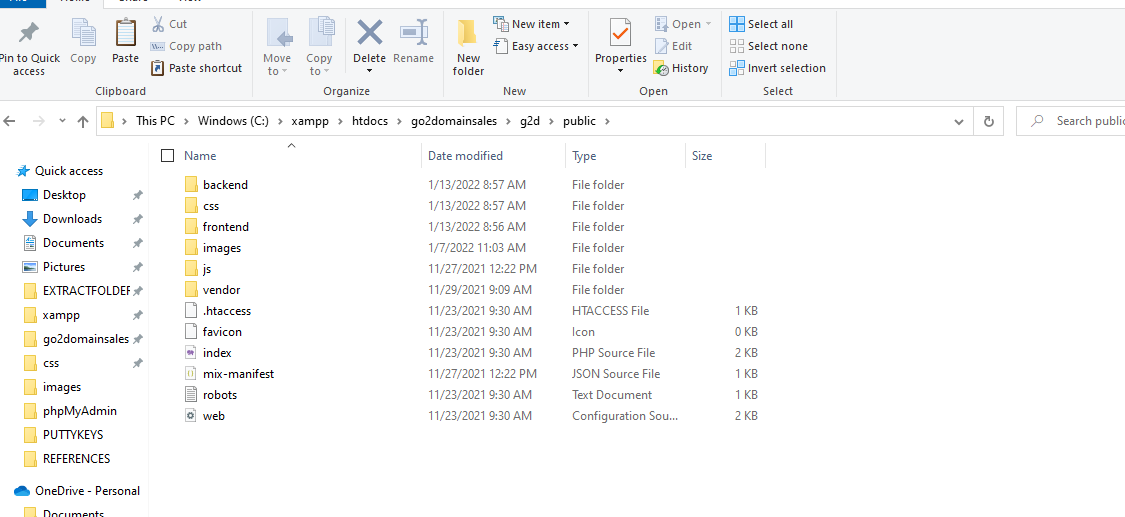 File Home Share View
Pin to Quick access
Copy
Paste
Cut
Copy path
Paste shortcut
Clipboard
Move to
Copy to
Delete
Rename
Organize
New folder
New item
Easy access
New
Properties
Open
Edit
History
Open
Select all
Select none
Invert selection
Select
This PC > Windows (C:) > xampp > htdocs > go2domainsales > g2d > public >
Search public
Name Date modified Type Size
Quick access
Desktop
Downloads
Documents
Pictures
EXTRACTFOLDER
xampp
go2domainsales
css
images
phpMyAdmin
PUTTYKEYS
REFERENCES
OneDrive - Personal
Documents
backend 1/13/2022 8:57 AM File folder
css 1/13/2022 8:57 AM File folder
frontend 1/13/2022 8:56 AM File folder
images 1/7/2022 11:03 AM File folder
js 11/27/2021 12:22 PM File folder
vendor 11/29/2021 9:09 AM File folder
.htaccess 11/23/2021 9:30 AM HTACCESS File 1 KB
favicon 11/23/2021 9:30 AM Icon 0 KB
index 11/23/2021 9:30 AM PHP Source File 2 KB
mix-manifest 11/27/2021 12:22 PM JSON Source File 1 KB
robots 11/23/2021 9:30 AM Text Document 1 KB
web 11/23/2021 9:30 AM Configuration Sou... 2 KB